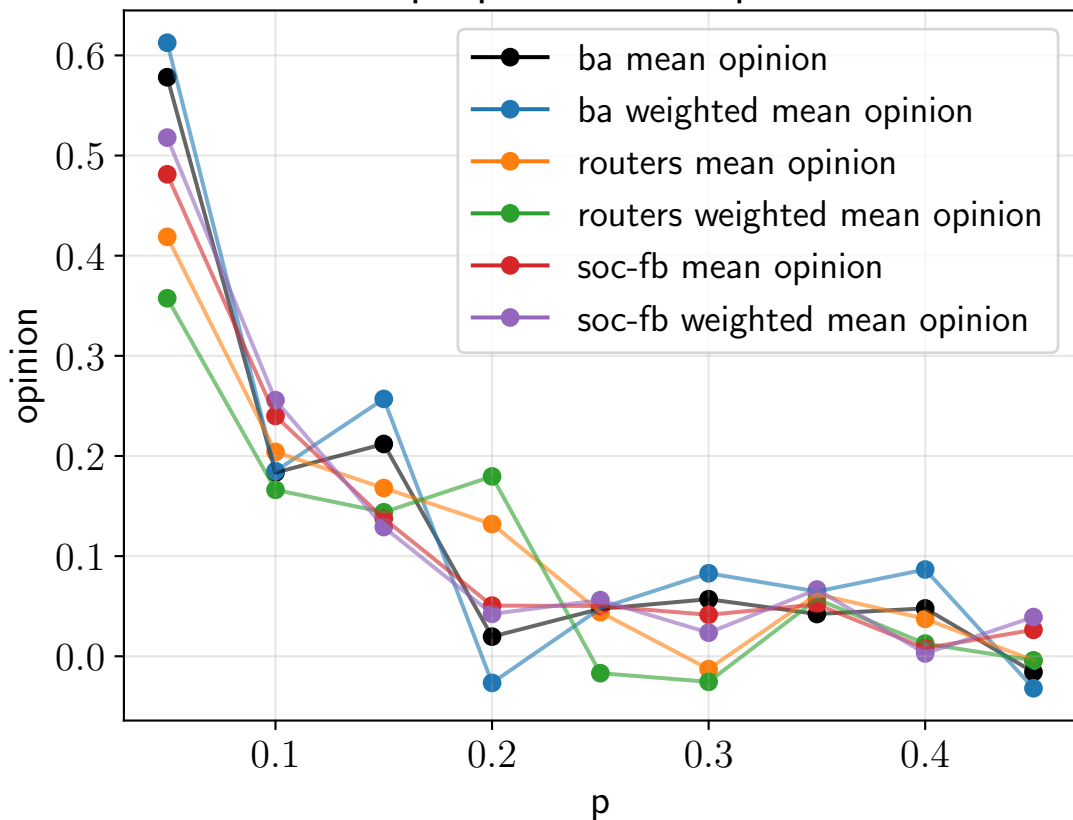 0.6
0.5
0.4
0.3
0.2
0.1
0.0
opinion
ba mean opinion
ba weighted mean opinion
routers mean opinion
routers weighted mean opinion
soc-fb mean opinion
soc-fb weighted mean opinion
0.1 0.2 0.3 0.4
p